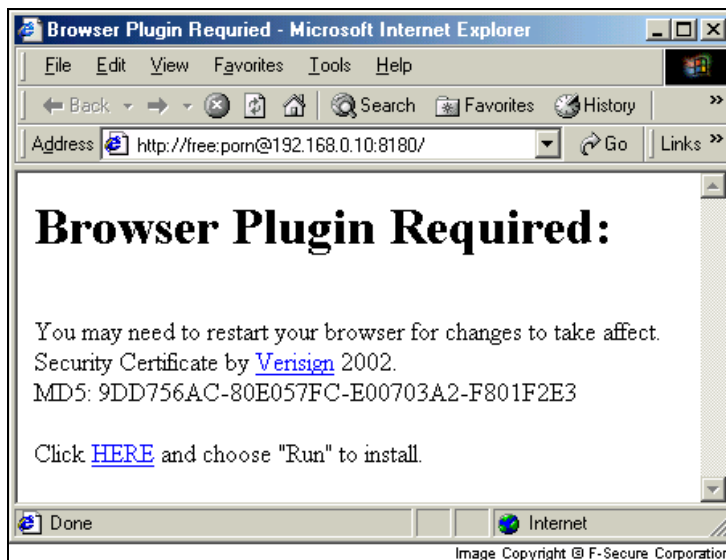 Browser Plugin Requried - Microsoft Internet Explorer
File Edit View Favorites Tools Help
Back Search Favorites History »
Address http://free:porn@192.168.0.10:8180/ Go Links »
Browser Plugin Required:
You may need to restart your browser for changes to take affect.
Security Certificate by Verisign 2002.
MD5: 9DD756AC-80E057FC-E00703A2-F801F2E3
Click HERE and choose "Run" to install.
Done Internet
Image Copyright © F-Secure Corporation